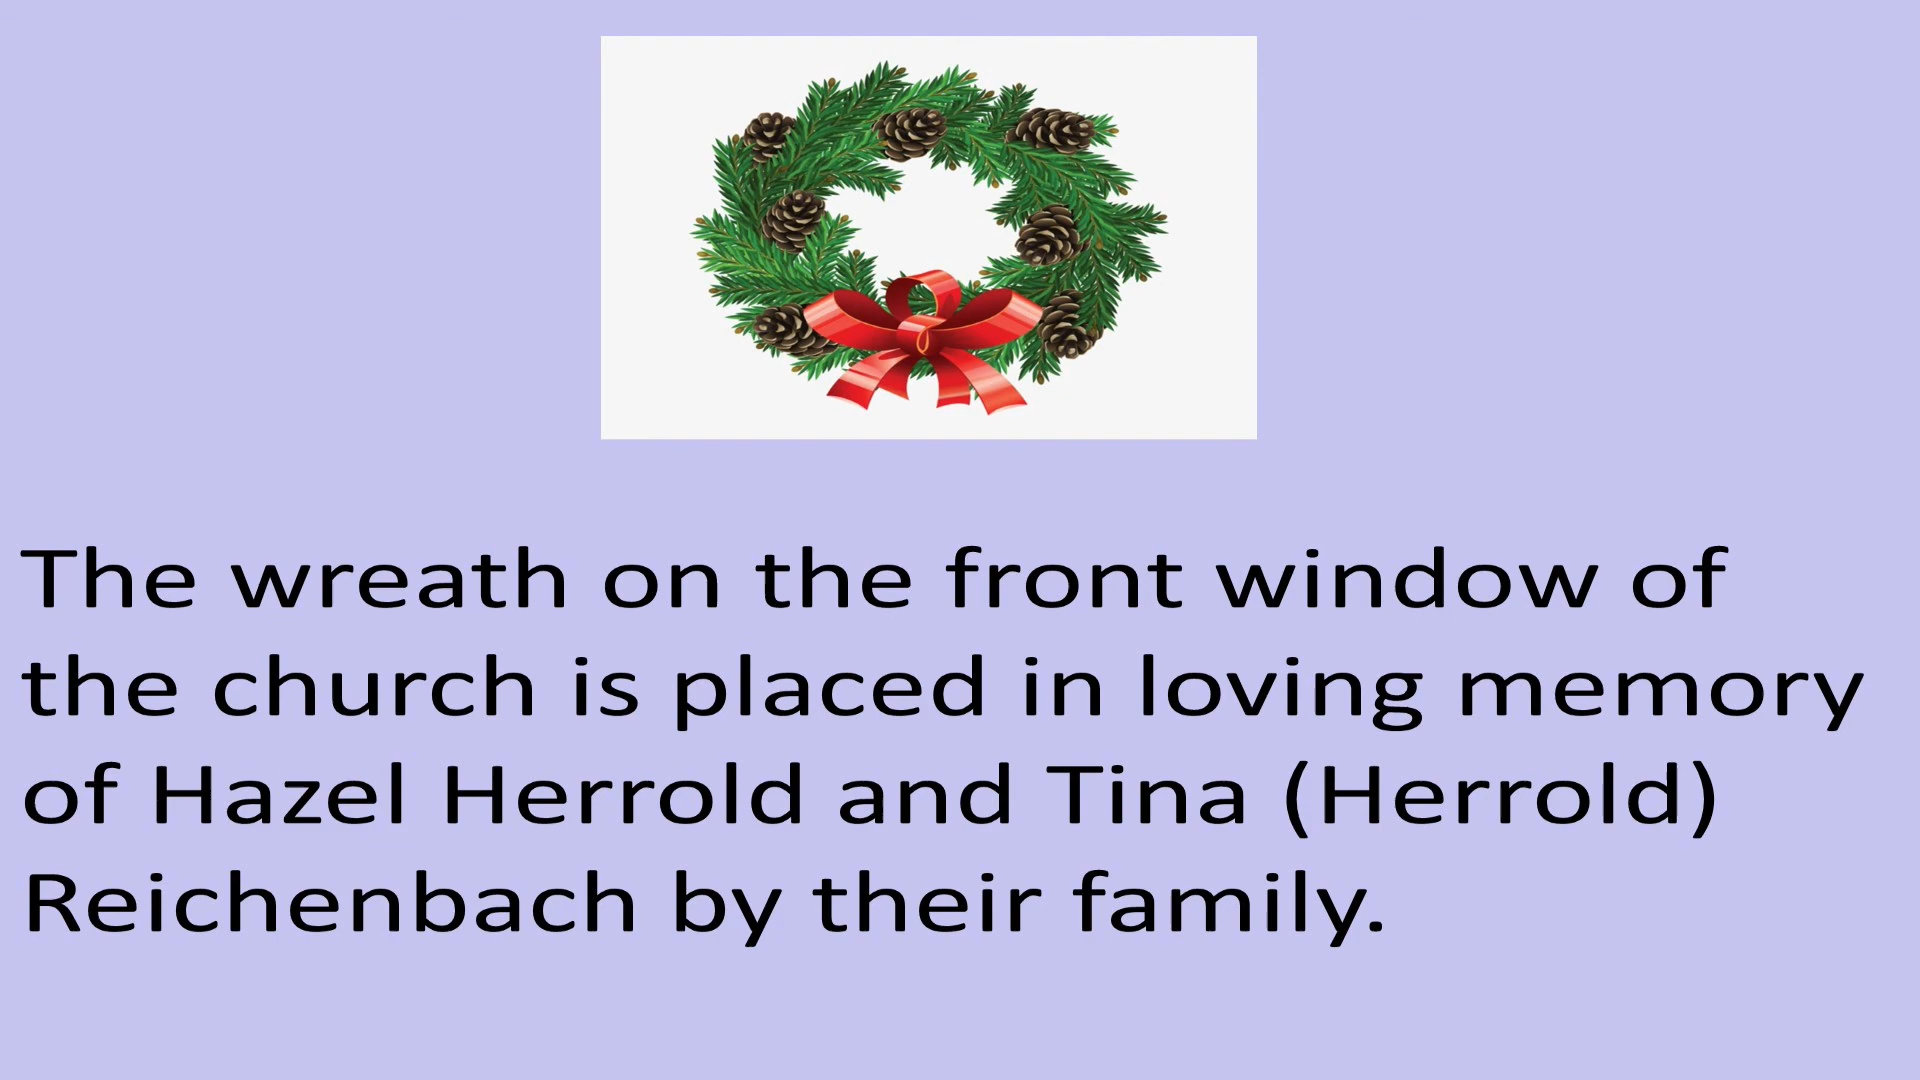 The wreath on the front window of
the church is placed in loving memory
of Hazel Herrold and Tina (Herrold)
Reichenbach by their family.